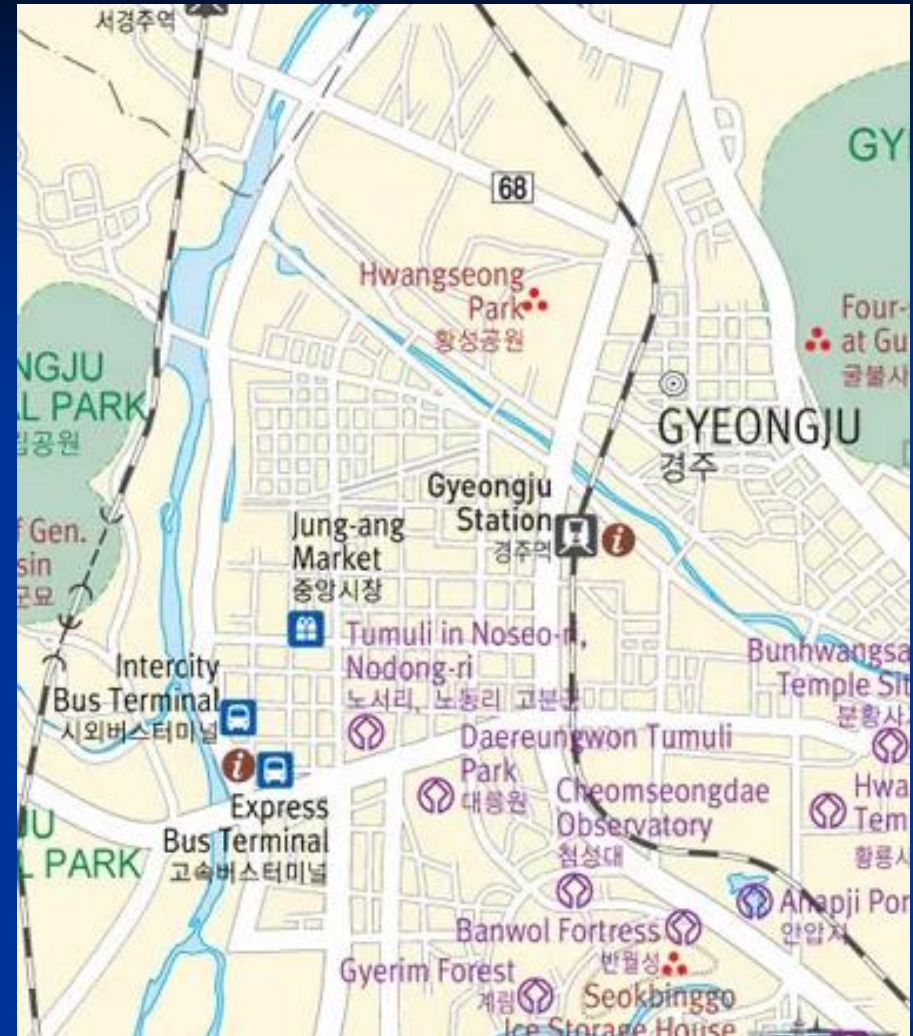 서경주역
68
GY
Hwangseong
Park
황성공원
Four-
at Gu
굴불사
NGJU
L PARK
립공원
GYEONGJU
경주
Gyeongju
Station
경주역
i
f Gen.
sin
군묘
Jung-ang
Market
중앙시장
Tumuli in Noseo-ri,
Nodong-ri
노서리, 노동리 고분군
Bunhwangsa
Temple Sit
분황사
Intercity
Bus Terminal
시외버스터미널
i
Express
Bus Terminal
고속버스터미널
Daereungwon Tumuli
Park
대릉원
Cheomseongdae
Observatory
첨성대
Hwa
Tem
황룡사
JU
L PARK
Anapji Pon
안압지
Banwol Fortress
반월성
Gyerim Forest
계림
Seokbinggo
Ice Storage House